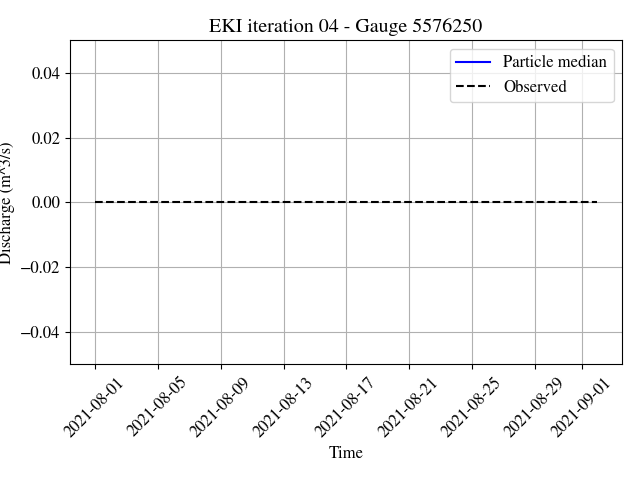 EKI iteration 04 - Gauge 5576250
Particle median
Observed
0.04
0.02
0.00
−0.02
−0.04
Discharge (m^3/s)
2021-08-01
2021-08-05
2021-08-09
2021-08-13
2021-08-17
2021-08-21
2021-08-25
2021-08-29
2021-09-01
Time